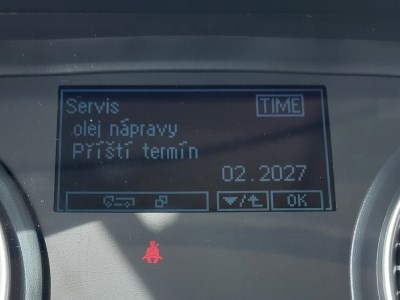 Servis TIME
olej nápravy
Příští termín
02.2027
/ OK